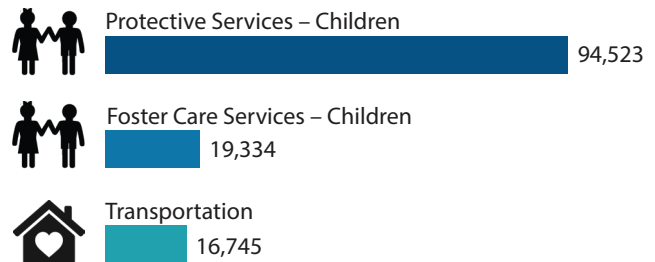 Protective Services – Children
94,523
Foster Care Services – Children
19,334
Transportation
16,745